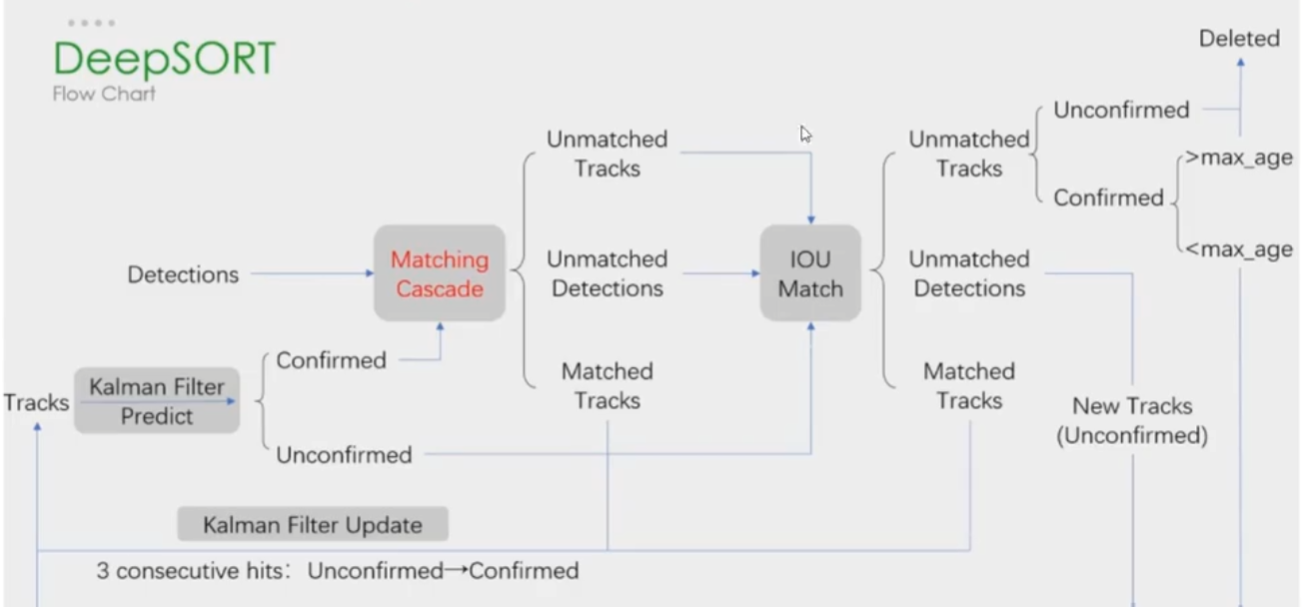 DeepSORT
Flow Chart
Deleted
Unconfirmed
Unmatched
Tracks
Unmatched
Tracks
>max_age
Confirmed
<max_age
Detections
Matching
Cascade
Unmatched
Detections
IOU
Match
Unmatched
Detections
Confirmed
Matched
Tracks
Matched
Tracks
Tracks
Kalman Filter
Predict
New Tracks
(Unconfirmed)
Unconfirmed
Kalman Filter Update
3 consecutive hits: Unconfirmed→Confirmed